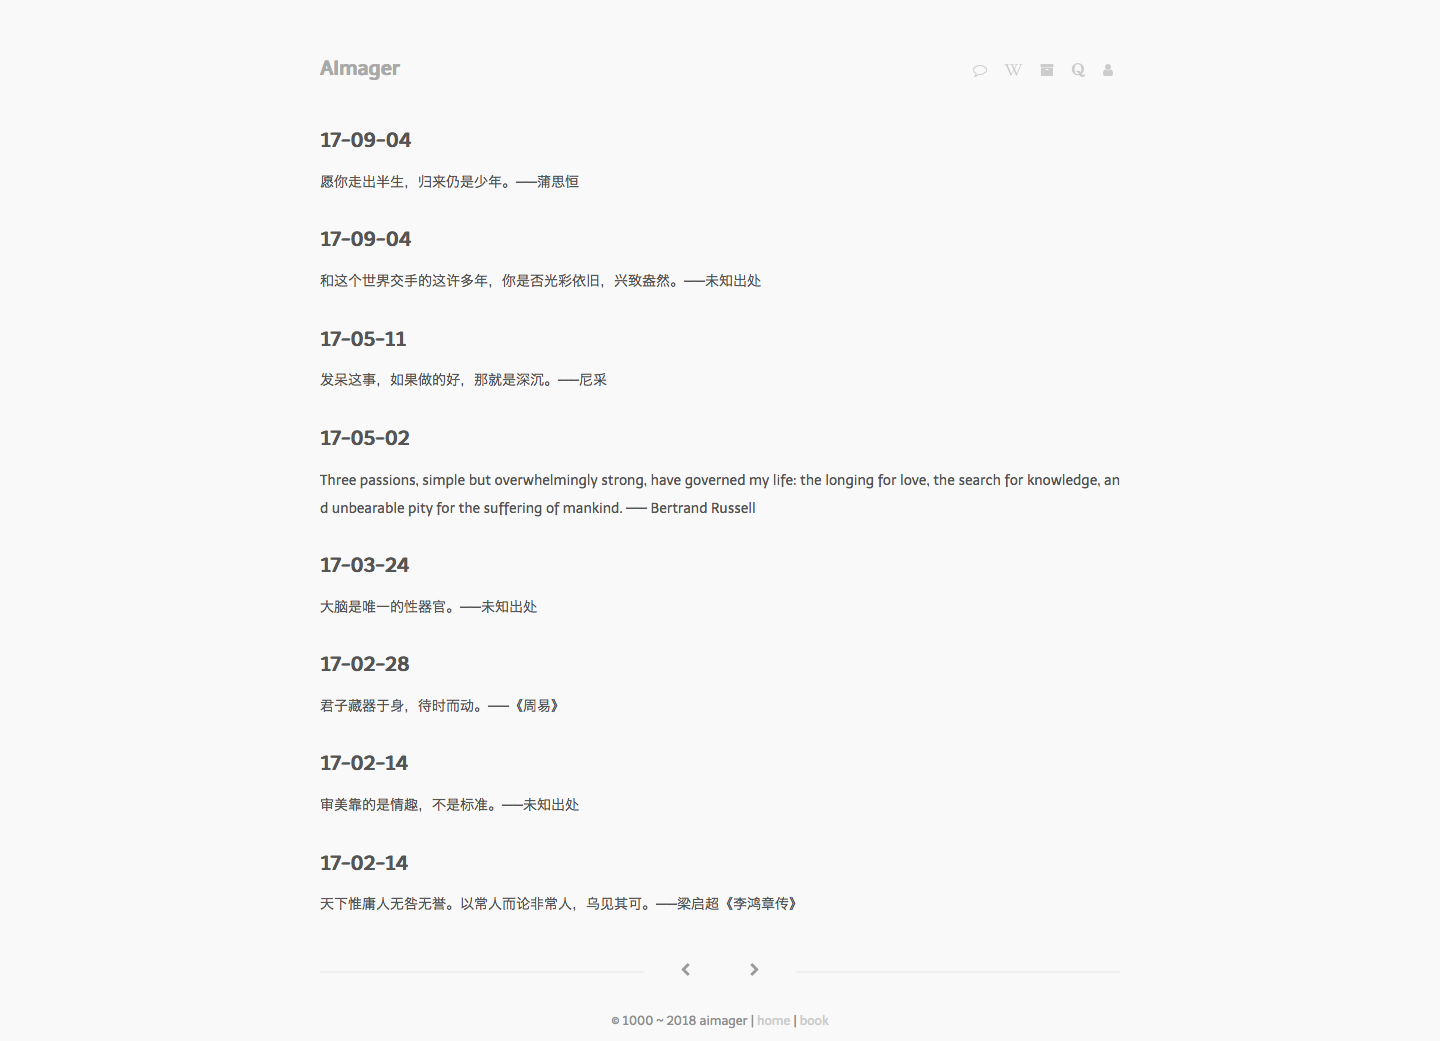 AImager
W
Q
17-09-04
愿你走出半生，归来仍是少年。——蒲思恒
17-09-04
和这个世界交手的这许多年，你是否光彩依旧，兴致盎然。——未知出处
17-05-11
发呆这事，如果做的好，那就是深沉。——尼采
17-05-02
Three passions, simple but overwhelmingly strong, have governed my life: the longing for love, the search for knowledge, an
d unbearable pity for the suffering of mankind. —— Bertrand Russell
17-03-24
大脑是唯一的性器官。——未知出处
17-02-28
君子藏器于身，待时而动。——《周易》
17-02-14
审美靠的是情趣，不是标准。——未知出处
17-02-14
天下惟庸人无咎无誉。以常人而论非常人，乌见其可。——梁启超《李鸿章传》
© 1000 ~ 2018 aimager | home | book